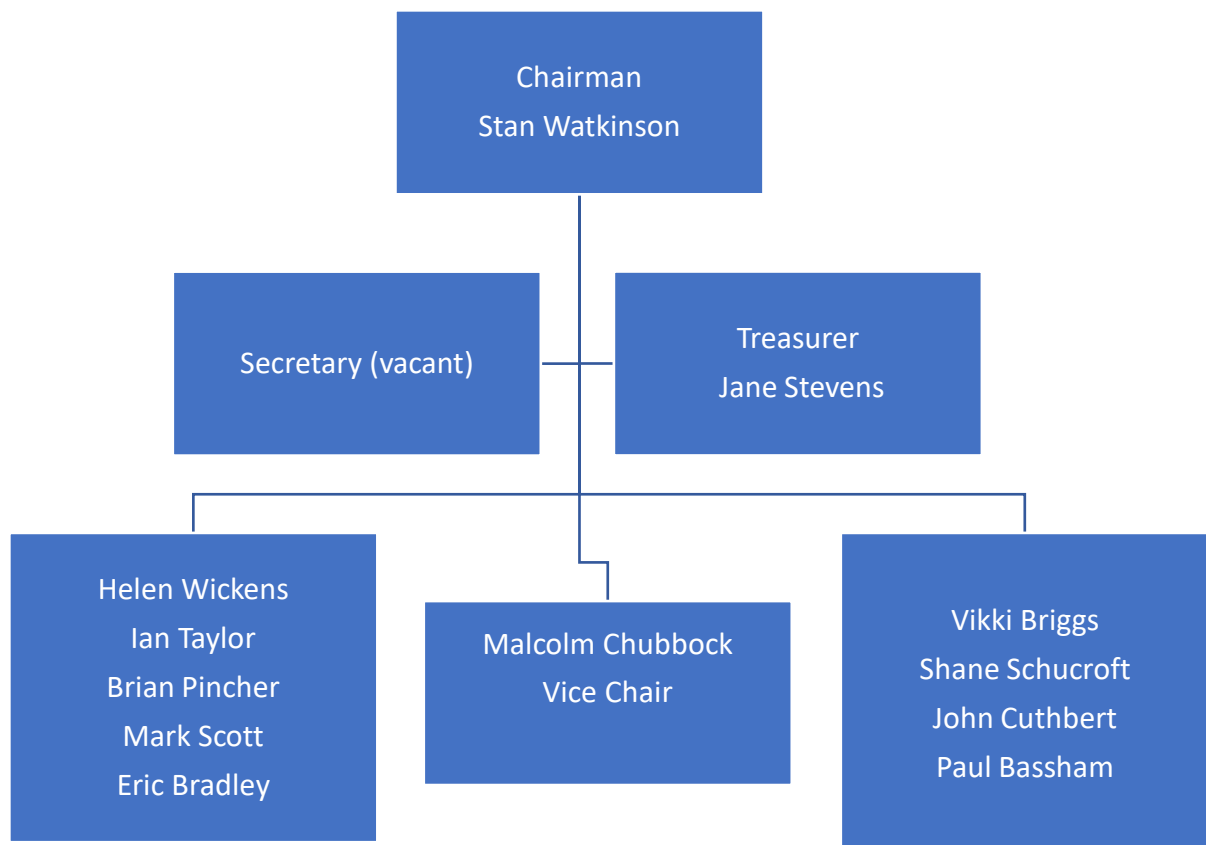 Chairman
Stan Watkinson
Secretary (vacant)
Treasurer
Jane Stevens
Helen Wickens
Ian Taylor
Brian Pincher
Mark Scott
Eric Bradley
Malcolm Chubbock
Vice Chair
Vikki Briggs
Shane Schucroft
John Cuthbert
Paul Bassham